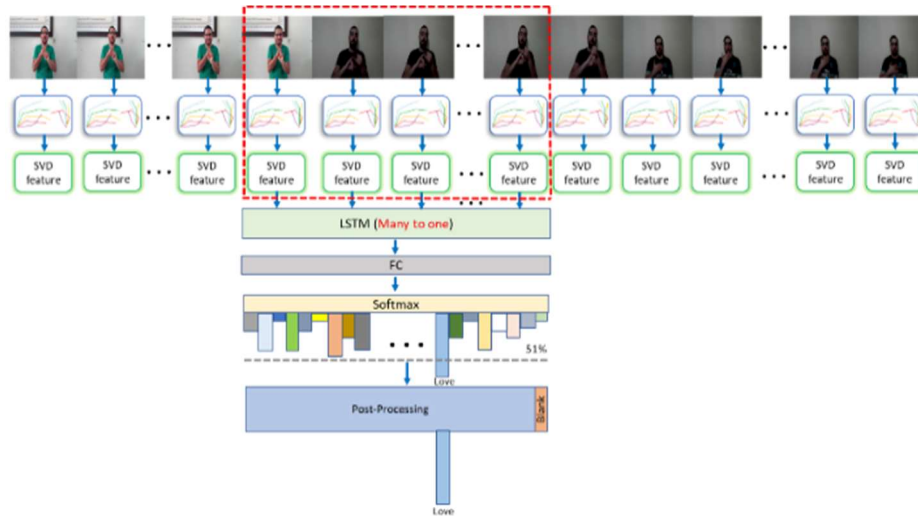 SVD feature
SVD feature
SVD feature
SVD feature
SVD feature
SVD feature
SVD feature
SVD feature
SVD feature
SVD feature
SVD feature
SVD feature
LSTM (Many to one)
FC
Softmax
51%
Love
Post-Processing
Blank
Love